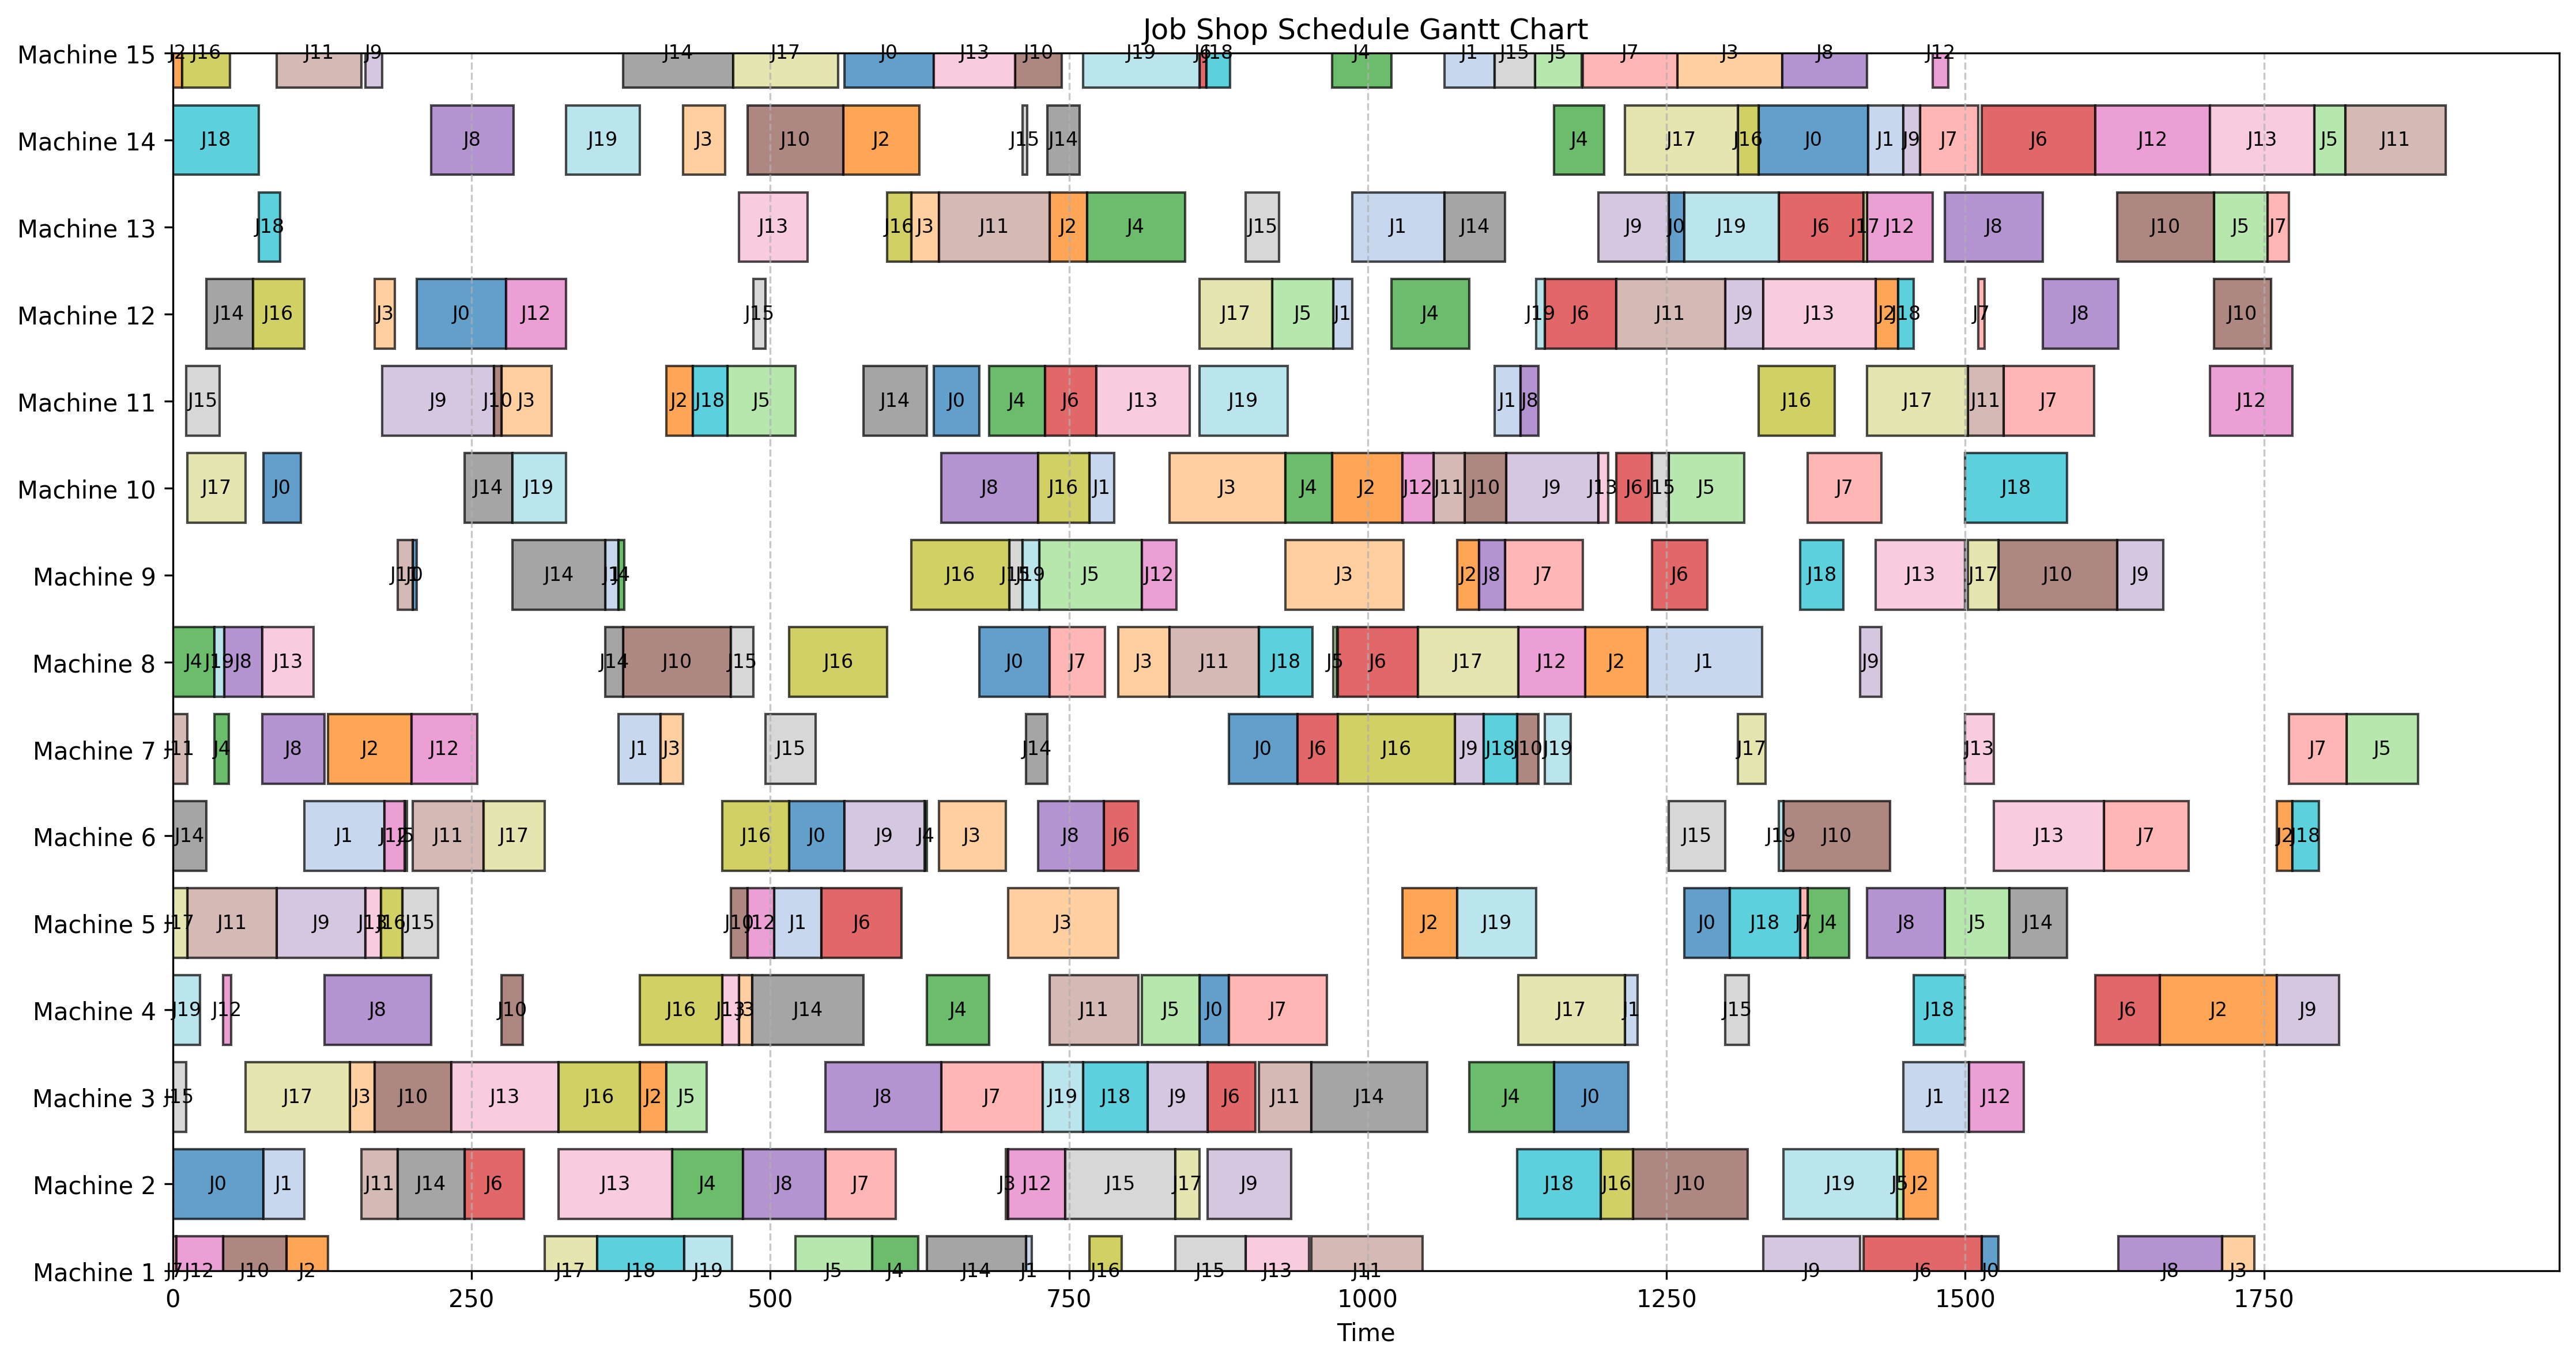 Job Shop Schedule Gantt Chart
Machine 15 J2 J16 J11 J9 J14 J17 J0 J13 J10 J19 J6 J18 J4 J1 J15 J5 J7 J3 J8 J12
Machine 14 J18 J8 J19 J3 J10 J2 J15 J14 J4 J17 J16 J0 J1 J9 J7 J6 J12 J13 J5 J11
Machine 13 J18 J13 J16 J3 J11 J2 J4 J15 J1 J14 J9 J0 J19 J6 J17 J12 J8 J10 J5 J7
Machine 12 J14 J16 J3 J0 J12 J15 J17 J5 J1 J4 J19 J6 J11 J9 J13 J2 J18 J7 J8 J10
Machine 11 J15 J9 J10 J3 J2 J18 J5 J14 J0 J4 J6 J13 J19 J1 J8 J16 J17 J11 J7 J12
Machine 10 J17 J0 J14 J19 J8 J16 J1 J3 J4 J2 J12 J11 J10 J9 J13 J6 J15 J5 J7 J18
Machine 9 J11 J0 J14 J1 J4 J16 J15 J19 J5 J12 J3 J2 J8 J7 J6 J18 J13 J17 J10 J9
Machine 8 J4 J19 J8 J13 J14 J10 J15 J16 J0 J7 J3 J11 J18 J5 J6 J17 J12 J2 J1 J9
Machine 7 J11 J4 J8 J2 J12 J1 J3 J15 J14 J0 J6 J16 J9 J18 J10 J19 J17 J13 J7 J5
Machine 6 J14 J1 J12 J5 J11 J17 J16 J0 J9 J4 J3 J8 J6 J15 J19 J10 J13 J7 J2 J18
Machine 5 J17 J11 J9 J13 J16 J15 J10 J12 J1 J6 J3 J2 J19 J0 J18 J7 J4 J8 J5 J14
Machine 4 J19 J12 J8 J10 J16 J13 J3 J14 J4 J11 J5 J0 J7 J17 J1 J15 J18 J6 J2 J9
Machine 3 J15 J17 J3 J10 J13 J16 J2 J5 J8 J7 J19 J18 J9 J6 J11 J14 J4 J0 J1 J12
Machine 2 J0 J1 J11 J14 J6 J13 J4 J8 J7 J3 J12 J15 J17 J9 J18 J16 J10 J19 J5 J2
Machine 1 J7 J12 J10 J2 J17 J18 J19 J5 J4 J14 J1 J16 J15 J13 J11 J9 J6 J0 J8 J3
0 250 500 750 1000 1250 1500 1750
Time